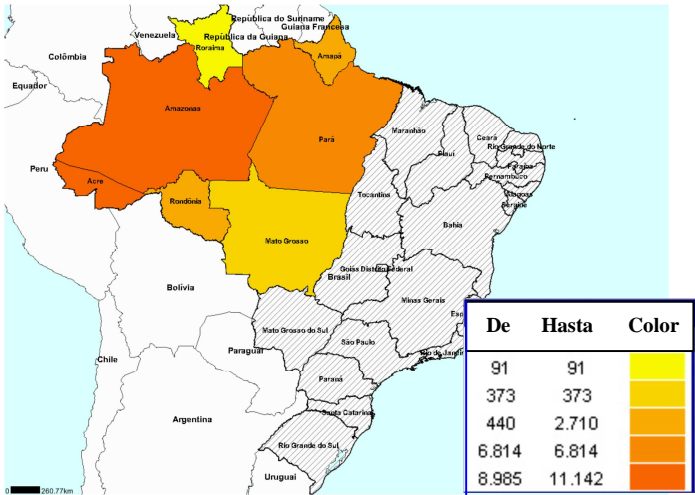 República do Suriname
Guiana Francesa
Venezuela
República da Guiana
Roraima
Colômbia
Amapá
Equador
Amazonas
Pará
Maranhão
Ceará
Rio Grande do Norte
Piauí
Paraíba
Pernambuco
Peru
Acre
Tocantins
Alagoas
Sergipe
Rondônia
Bahia
Mato Grosso
Goiás
Distrito Federal
Brasil
Bolívia
Minas Gerais
Esp
Mato Grosso do Sul
São Paulo
Rio de Janeir
Paraguai
Chile
Paraná
Santa Catarina
Argentina
Rio Grande do Sul
Uruguai
0 260.77km
De Hasta Color
91 91
373 373
440 2.710
6.814 6.814
8.985 11.142